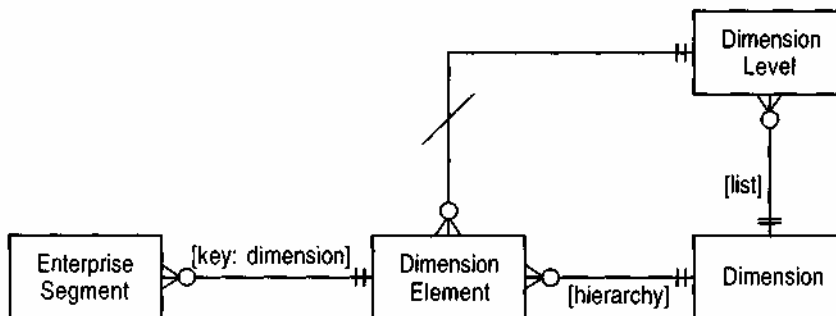 Dimension
Level
[list]
Enterprise
Segment
[key: dimension]
Dimension
Element
[hierarchy]
Dimension